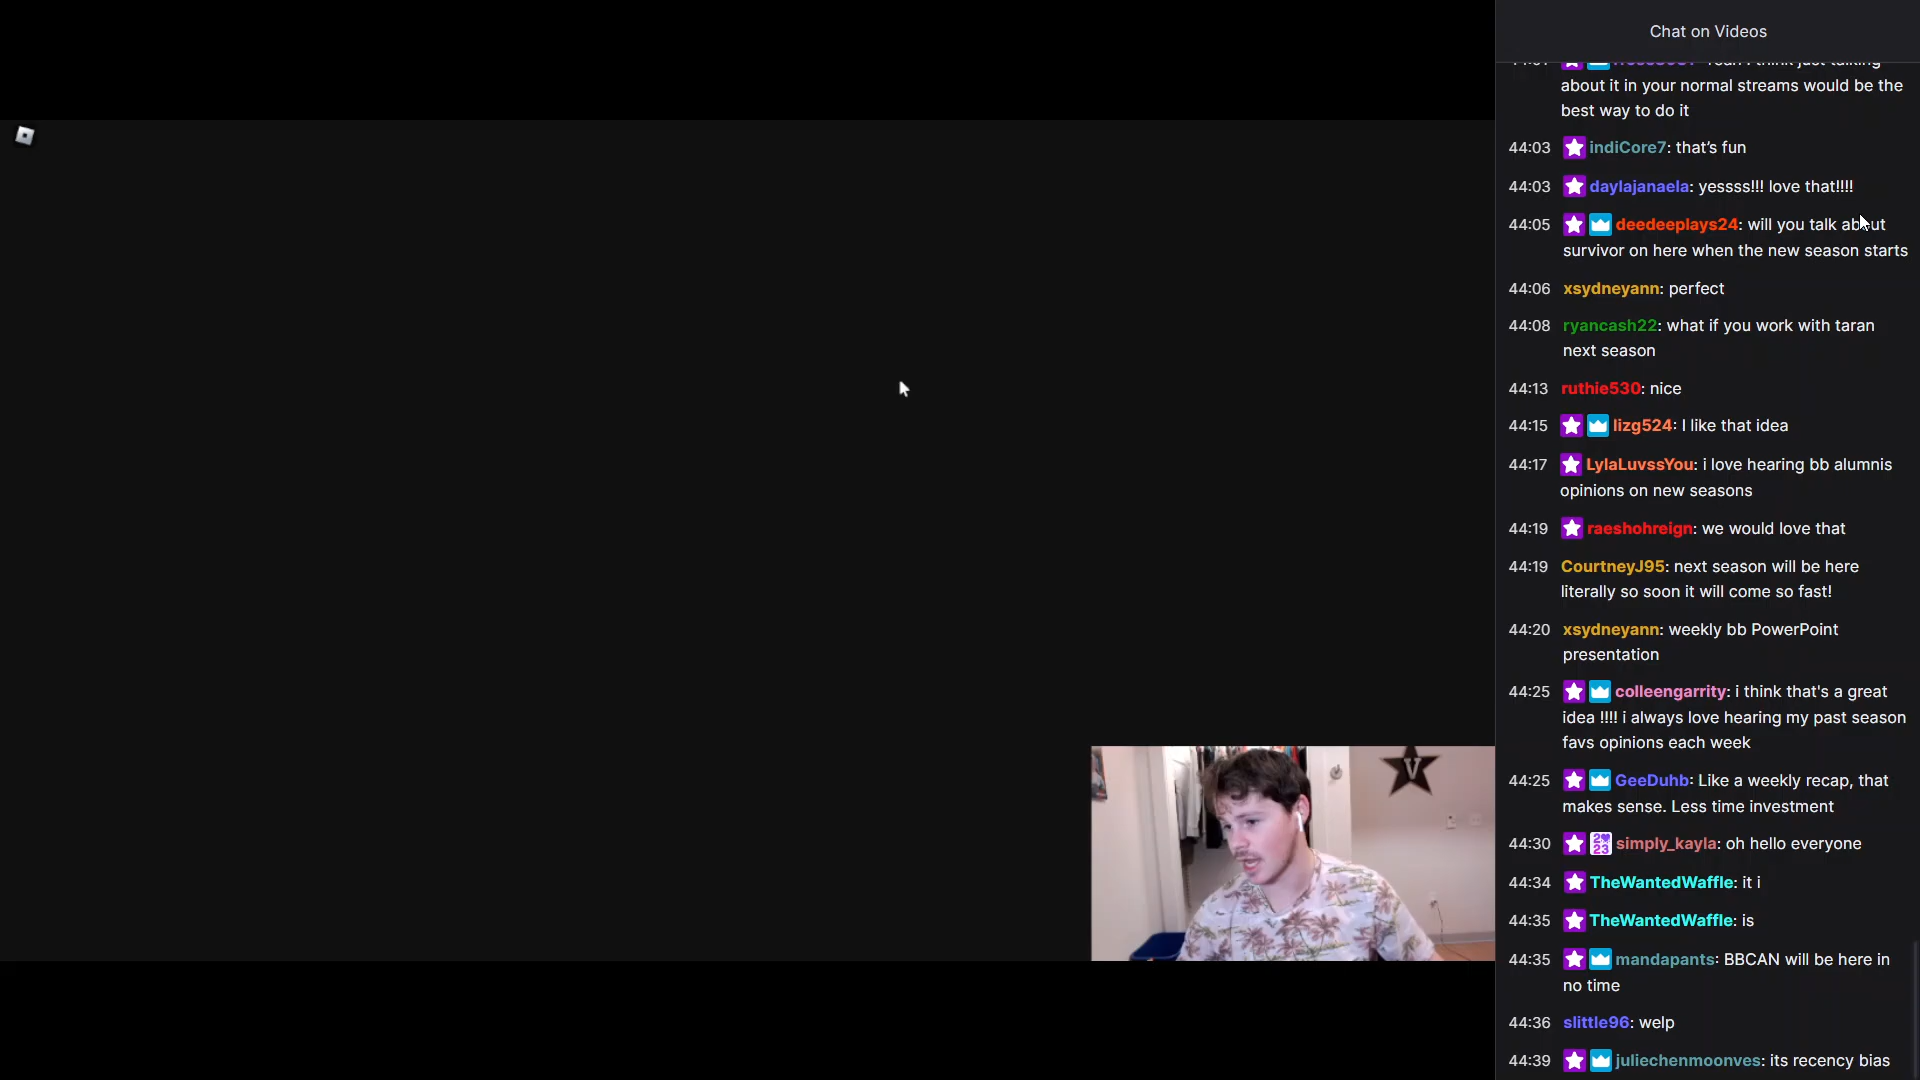 Chat on Videos
about it in your normal streams would be the
best way to do it
44:03 indiCore7: that's fun
44:03 daylajanaela: yessss!!! love that!!!!
44:05 deedeeplays24: will you talk about
survivor on here when the new season starts
44:06 xsydneyann: perfect
44:08 ryancash22: what if you work with taran
next season
44:13 ruthie530: nice
44:15 lizg524: I like that idea
44:17 LylaLuvssYou: i love hearing bb alumnis
opinions on new seasons
44:19 raeshohreign: we would love that
44:19 CourtneyJ95: next season will be here
literally so soon it will come so fast!
44:20 xsydneyann: weekly bb PowerPoint
presentation
44:25 colleengarrity: i think that's a great
idea !!!! i always love hearing my past season
favs opinions each week
44:25 GeeDuhb: Like a weekly recap, that
makes sense. Less time investment
44:30 simply_kayla: oh hello everyone
44:34 TheWantedWaffle: it i
44:35 TheWantedWaffle: is
44:35 mandapants: BBCAN will be here in
no time
44:36 slittle96: welp
44:39 juliechenmoonves: its recency bias
V